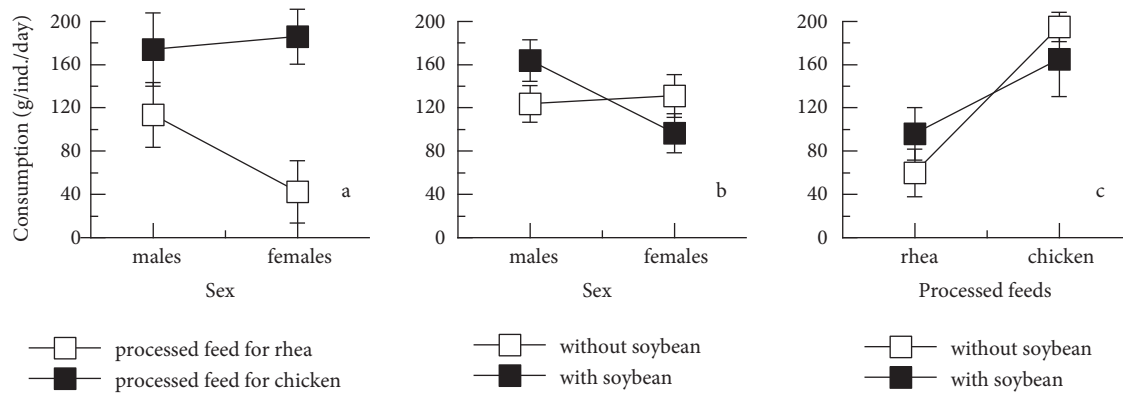 Consumption (g/ind./day)
200
160
120
80
40
0
males
females
Sex
a
processed feed for rhea
processed feed for chicken
200
160
120
80
40
0
males
females
Sex
b
without soybean
with soybean
200
160
120
80
40
0
rhea
chicken
Processed feeds
c
without soybean
with soybean